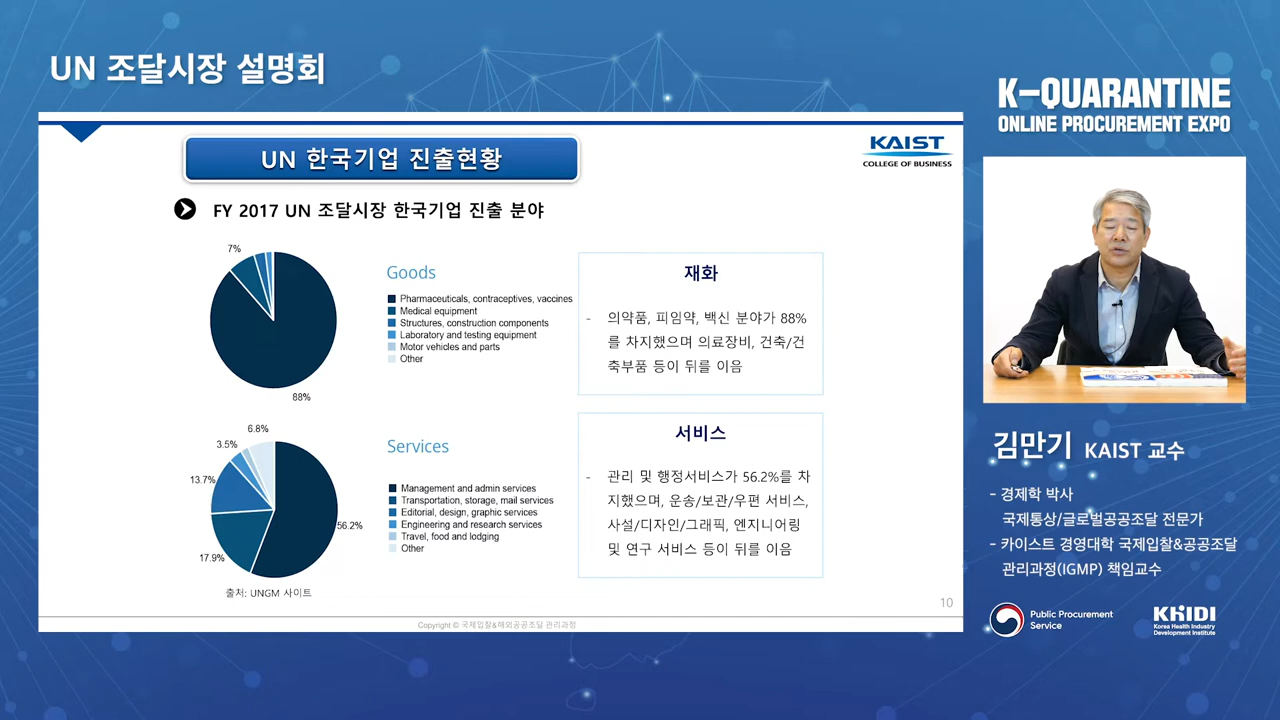 UN 조달시장 설명회
K-QUARANTINE
ONLINE PROCUREMENT EXPO
KAIST
COLLEGE OF BUSINESS
UN 한국기업 진출현황
FY 2017 UN 조달시장 한국기업 진출 분야
7%
88%
Goods
Pharmaceuticals, contraceptives, vaccines
Medical equipment
Structures, construction components
Laboratory and testing equipment
Motor vehicles and parts
Other
재화
- 의약품, 피임약, 백신 분야가 88%
를 차지했으며 의료장비, 건축/건
축부품 등이 뒤를 이음
6.8%
3.5%
13.7%
17.9%
56.2%
Services
Management and admin services
Transportation, storage, mail services
Editorial, design, graphic services
Engineering and research services
Travel, food and lodging
Other
서비스
- 관리 및 행정서비스가 56.2%를 차
지했으며, 운송/보관/우편 서비스,
사설/디자인/그래픽, 엔지니어링
및 연구 서비스 등이 뒤를 이음
출처: UNGM 사이트
10
Copyright © 국제입찰&해외공공조달 관리과정
김만기 KAIST 교수
- 경제학 박사
국제통상/글로벌공공조달 전문가
- 카이스트 경영대학 국제입찰&공공조달
관리과정(IGMP) 책임교수
Public Procurement
Service
KHIDI
Korea Health Industry
Development Institute